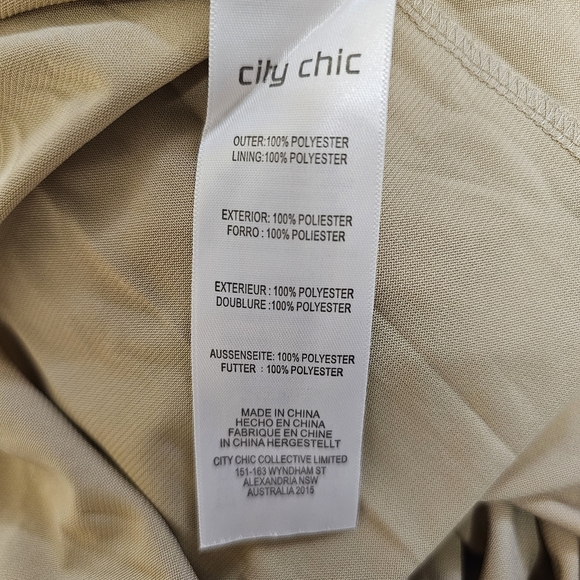 city chic
OUTER:100% POLYESTER
LINING:100% POLYESTER
EXTERIOR: 100% POLIESTER
FORRO : 100% POLIESTER
EXTERIEUR : 100% POLYESTER
DOUBLURE :100% POLYESTER
AUSSENSEITE: 100% POLYESTER
FUTTER : 100% POLYESTER
MADE IN CHINA
HECHO EN CHINA
FABRIQUE EN CHINE
IN CHINA HERGESTELLT
CITY CHIC COLLECTIVE LIMITED
151-163 WYNDHAM ST
ALEXANDRIA NSW
AUSTRALIA 2015